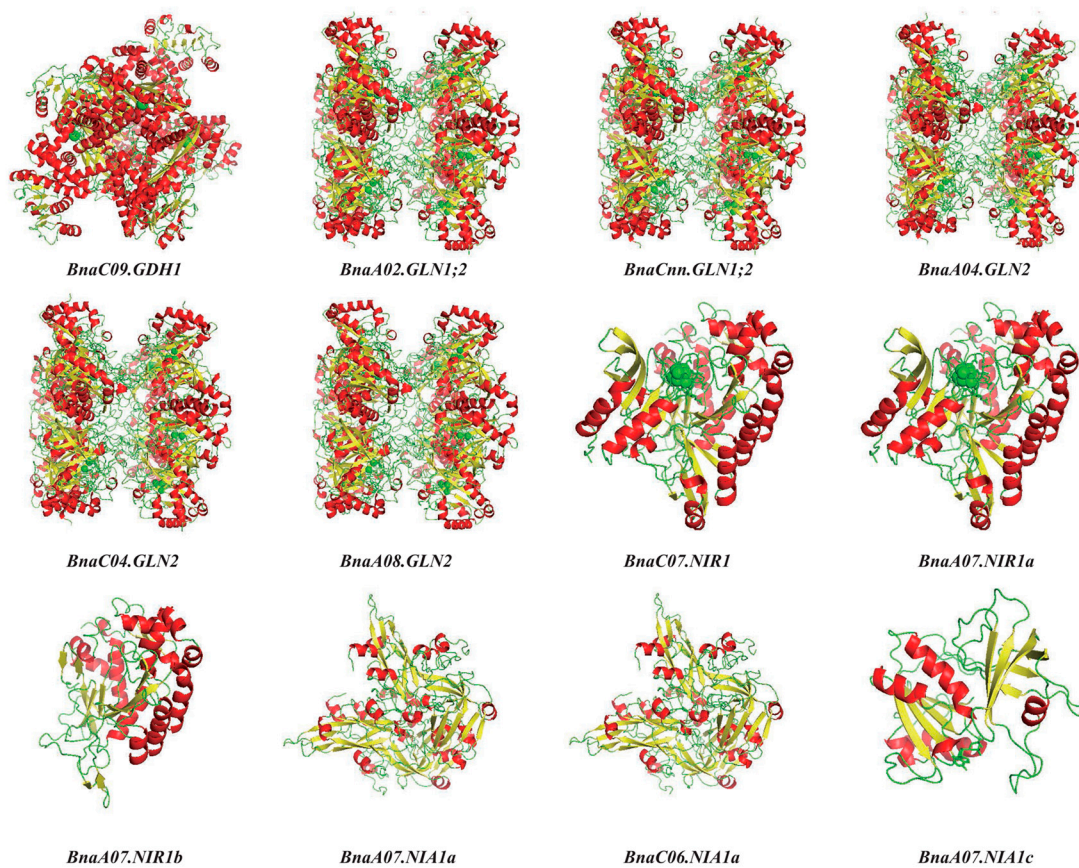 BnaC09.GDH1 BnaA02.GLN1;2 BnaCnn.GLN1;2 BnaA04.GLN2
BnaC04.GLN2 BnaA08.GLN2 BnaC07.NIR1 BnaA07.NIR1a
BnaA07.NIR1b BnaA07.NIA1a BnaC06.NIA1a BnaA07.NIA1c